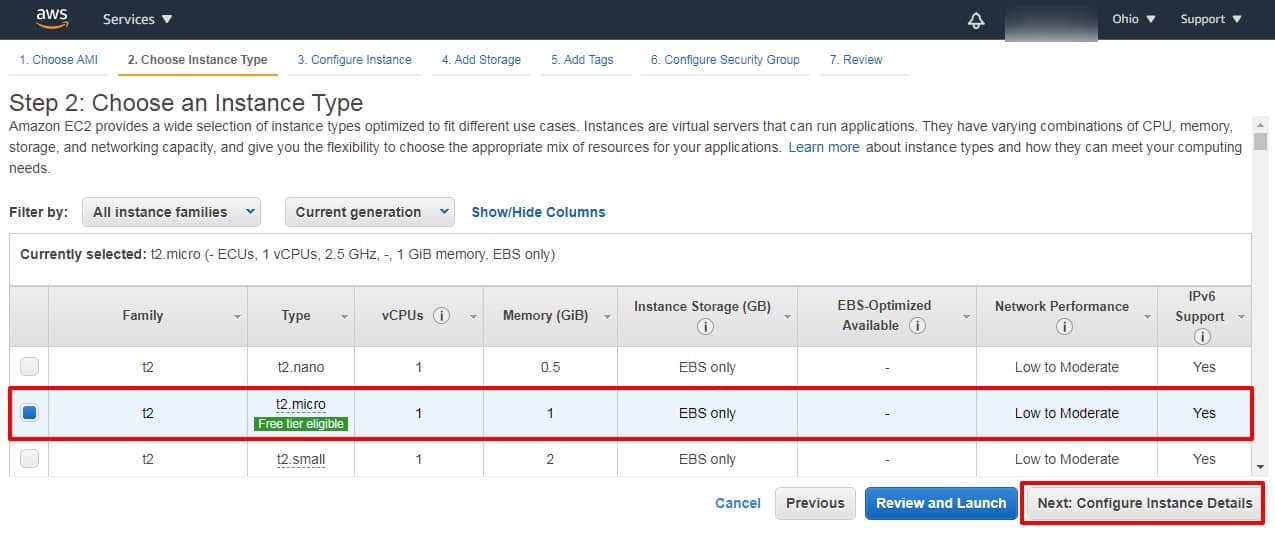 aws Services Ohio Support
1. Choose AMI 2. Choose Instance Type 3. Configure Instance 4. Add Storage 5. Add Tags 6. Configure Security Group 7. Review
Step 2: Choose an Instance Type
Amazon EC2 provides a wide selection of instance types optimized to fit different use cases. Instances are virtual servers that can run applications. They have varying combinations of CPU, memory,
storage, and networking capacity, and give you the flexibility to choose the appropriate mix of resources for your applications. Learn more about instance types and how they can meet your computing
needs.
Filter by: All instance families Current generation Show/Hide Columns
Currently selected: t2.micro (- ECUs, 1 vCPUs, 2.5 GHz, -, 1 GiB memory, EBS only)
Family Type vCPUs Memory (GiB) Instance Storage (GB) EBS-Optimized Available Network Performance IPv6 Support
t2 t2.nano 1 0.5 EBS only - Low to Moderate Yes
t2 t2.micro Free tier eligible 1 1 EBS only - Low to Moderate Yes
t2 t2.small 1 2 EBS only - Low to Moderate Yes
Cancel Previous Review and Launch Next: Configure Instance Details